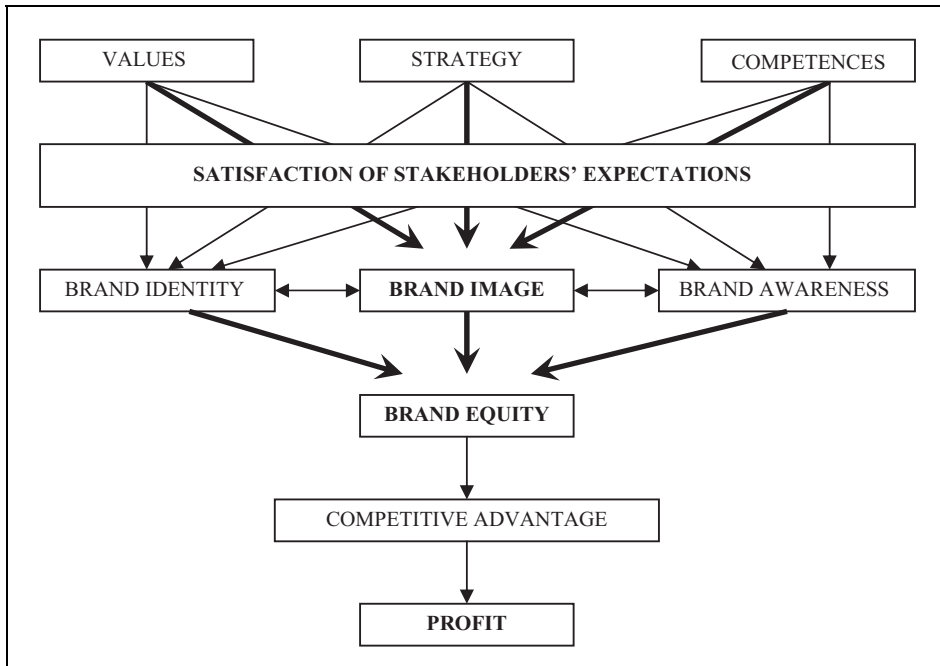 VALUES
STRATEGY
COMPETENCES
SATISFACTION OF STAKEHOLDERS’ EXPECTATIONS
BRAND IDENTITY
BRAND IMAGE
BRAND AWARENESS
BRAND EQUITY
COMPETITIVE ADVANTAGE
PROFIT